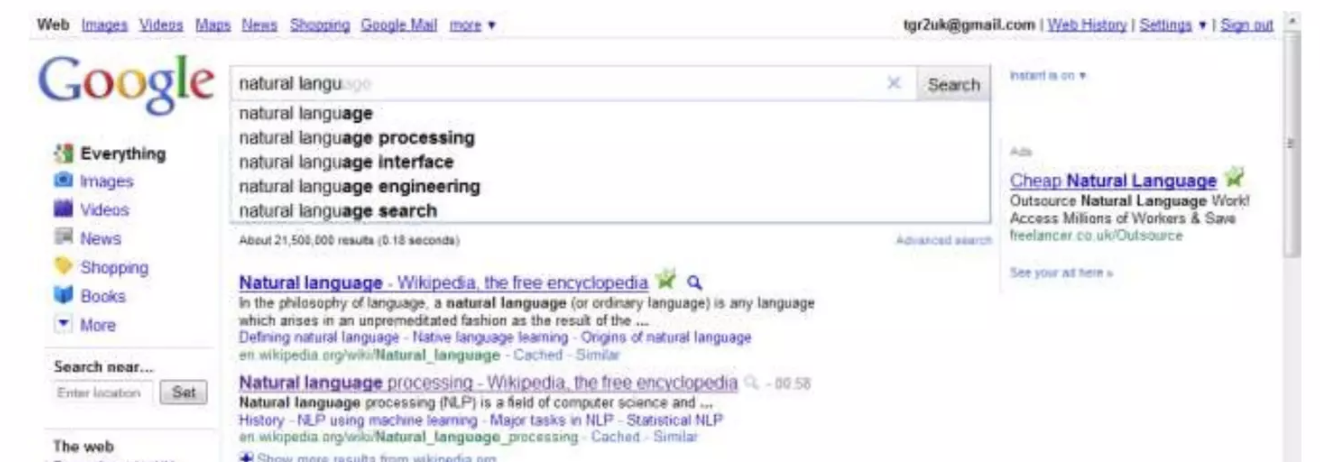 Web Images Videos Maps News Shopping Google Mail more ▼
tgr2uk@gmail.com | Web History | Settings ▼ | Sign out
Google
natural language
Search
Instant is on ▼
natural language
natural language processing
natural language interface
natural language engineering
natural language search
Everything
Images
Videos
News
Shopping
Books
More
Search near...
Enter location Set
The web
About 21,500,000 results (0.18 seconds)
Advanced search
Natural language - Wikipedia, the free encyclopedia
In the philosophy of language, a natural language (or ordinary language) is any language
which arises in an unpremeditated fashion as the result of the ...
Defining natural language - Native language learning - Origins of natural language
en.wikipedia.org/wiki/Natural_language - Cached - Similar
Natural language processing - Wikipedia, the free encyclopedia - 00:58
Natural language processing (NLP) is a field of computer science and ...
History - NLP using machine learning - Major tasks in NLP - Statistical NLP
en.wikipedia.org/wiki/Natural_language_processing - Cached - Similar
Show more results from wikipedia.org
Ads
Cheap Natural Language
Outsource Natural Language Work!
Access Millions of Workers & Save
freelancer.co.uk/Outsource
See your ad here »